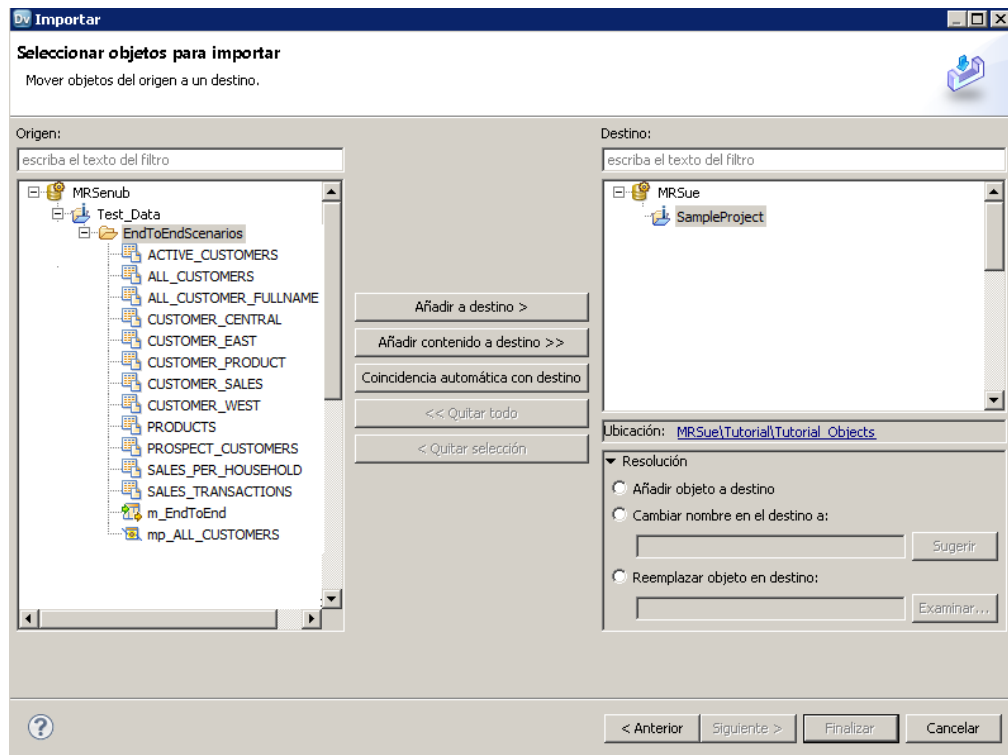 Dv Importar
Seleccionar objetos para importar
Mover objetos del origen a un destino.
Origen:
escriba el texto del filtro
MRSenub
Test_Data
EndToEndScenarios
ACTIVE_CUSTOMERS
ALL_CUSTOMERS
ALL_CUSTOMER_FULLNAME
CUSTOMER_CENTRAL
CUSTOMER_EAST
CUSTOMER_PRODUCT
CUSTOMER_SALES
CUSTOMER_WEST
PRODUCTS
PROSPECT_CUSTOMERS
SALES_PER_HOUSEHOLD
SALES_TRANSACTIONS
m_EndToEnd
mp_ALL_CUSTOMERS
Añadir a destino >
Añadir contenido a destino >>
Coincidencia automática con destino
<< Quitar todo
< Quitar selección
Destino:
escriba el texto del filtro
MRSue
SampleProject
Ubicación: MRSue\Tutorial\Tutorial_Objects
Resolución
Añadir objeto a destino
Cambiar nombre en el destino a:
Sugerir
Reemplazar objeto en destino:
Examinar...
?
< Anterior
Siguiente >
Finalizar
Cancelar